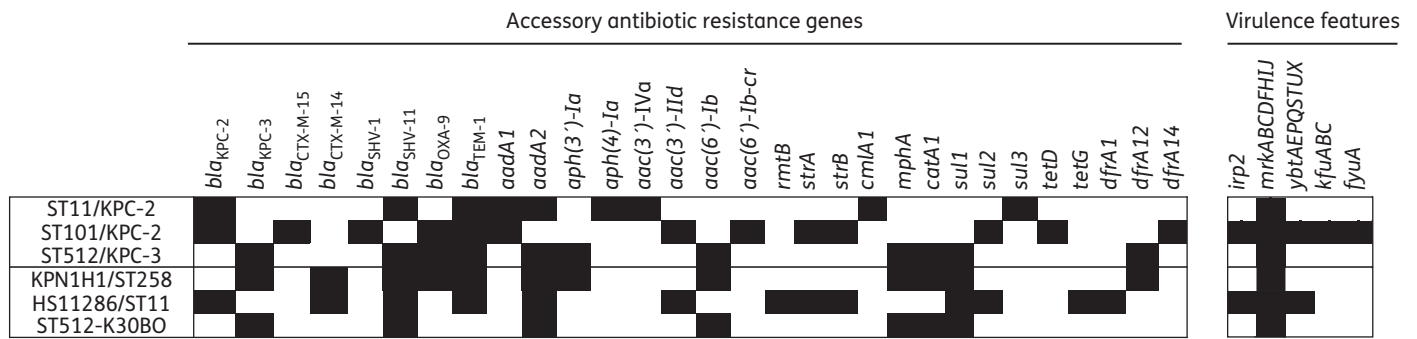 Accessory antibiotic resistance genes
Virulence features
blaKPC-2
blaKPC-3
blaCTX-M-15
blaCTX-M-14
blaSHV-1
blaSHV-11
blaOXA-9
blaTEM-1
aadA1
aadA2
aph(3´)-Ia
aph(4)-Ia
aac(3´)-IVa
aac(3´)-IId
aac(6´)-Ib
aac(6´)-Ib-cr
rmtB
strA
strB
cmlA1
mphA
catA1
sul1
sul2
sul3
tetD
tetG
dfrA1
dfrA12
dfrA14
irp2
mrkABCDFHIJ
ybtAEPQSTUX
kfuABC
fyuA
ST11/KPC-2
ST101/KPC-2
ST512/KPC-3
KPN1H1/ST258
HS11286/ST11
ST512-K30BO